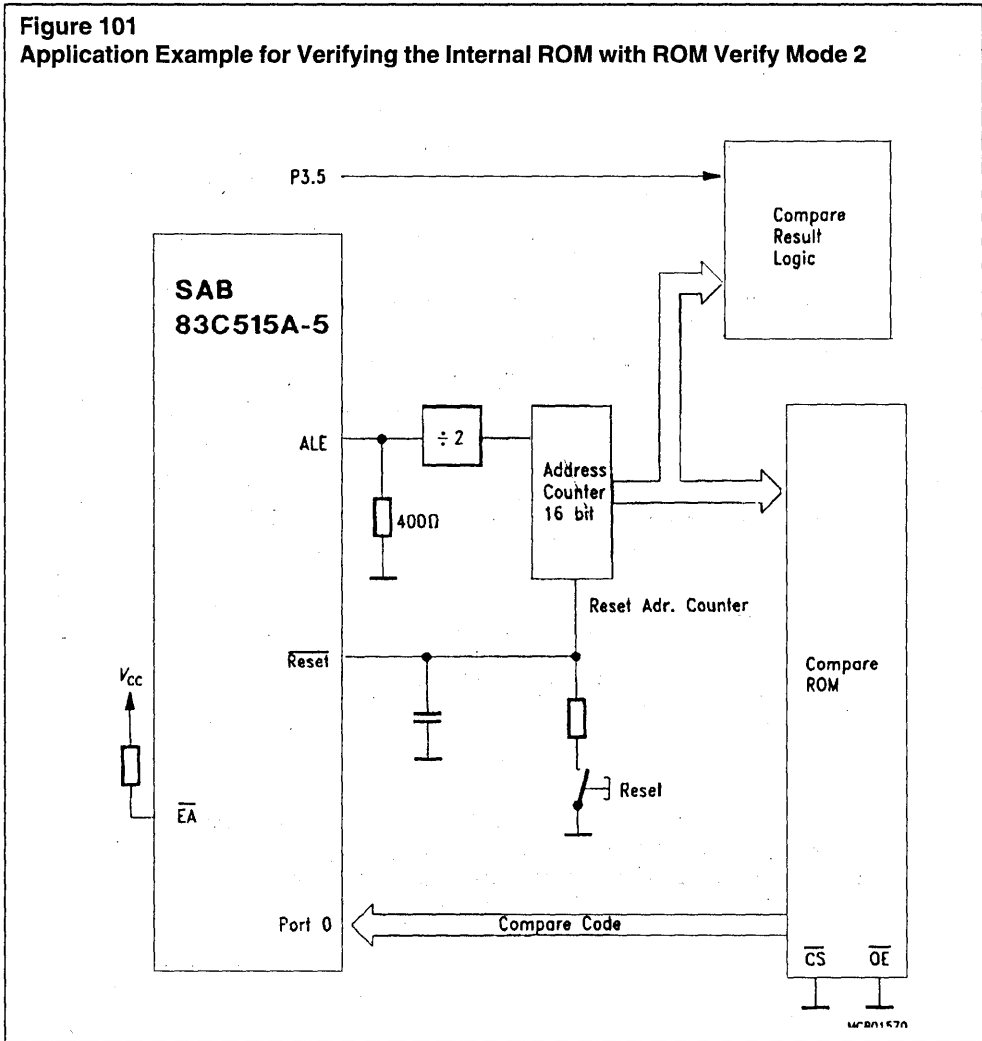 Figure 101
Application Example for Verifying the Internal ROM with ROM Verify Mode 2
P3.5
Compare
Result
Logic
SAB
83C515A-5
ALE
÷ 2
Address
Counter
16 bit
400Ω
Reset Adr. Counter
Reset
Compare
ROM
VCC
Reset
EA
Port 0
Compare Code
CS
OE
MCB01570